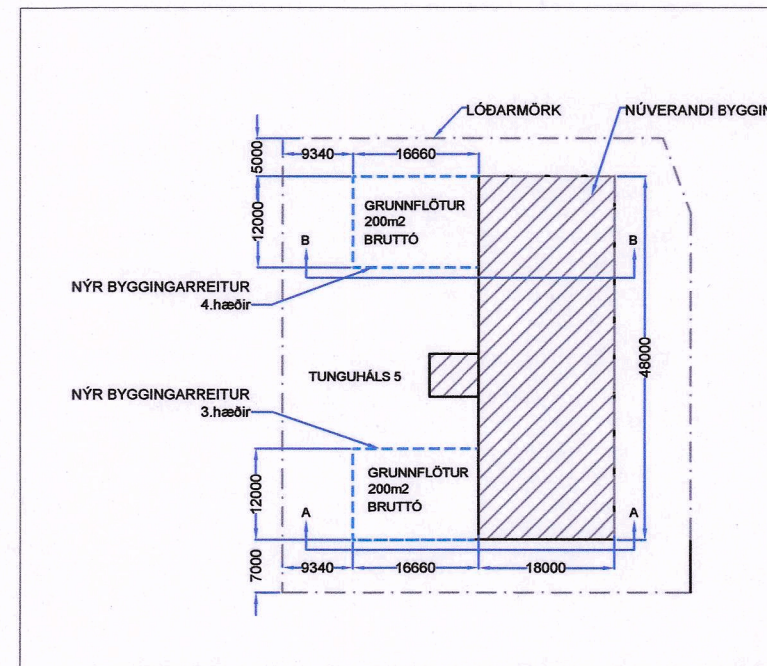 LÓÐARMÖRK
NÚVERANDI BYGGIN
5000
9340
16660
12000
GRUNNFLÖTUR
200m2
BRUTTÓ
B
B
NÝR BYGGINGARREITUR
4.hæðir
48000
TUNGUHÁLS 5
NÝR BYGGINGARREITUR
3.hæðir
12000
GRUNNFLÖTUR
200m2
BRUTTÓ
A
A
7000
9340
16660
18000